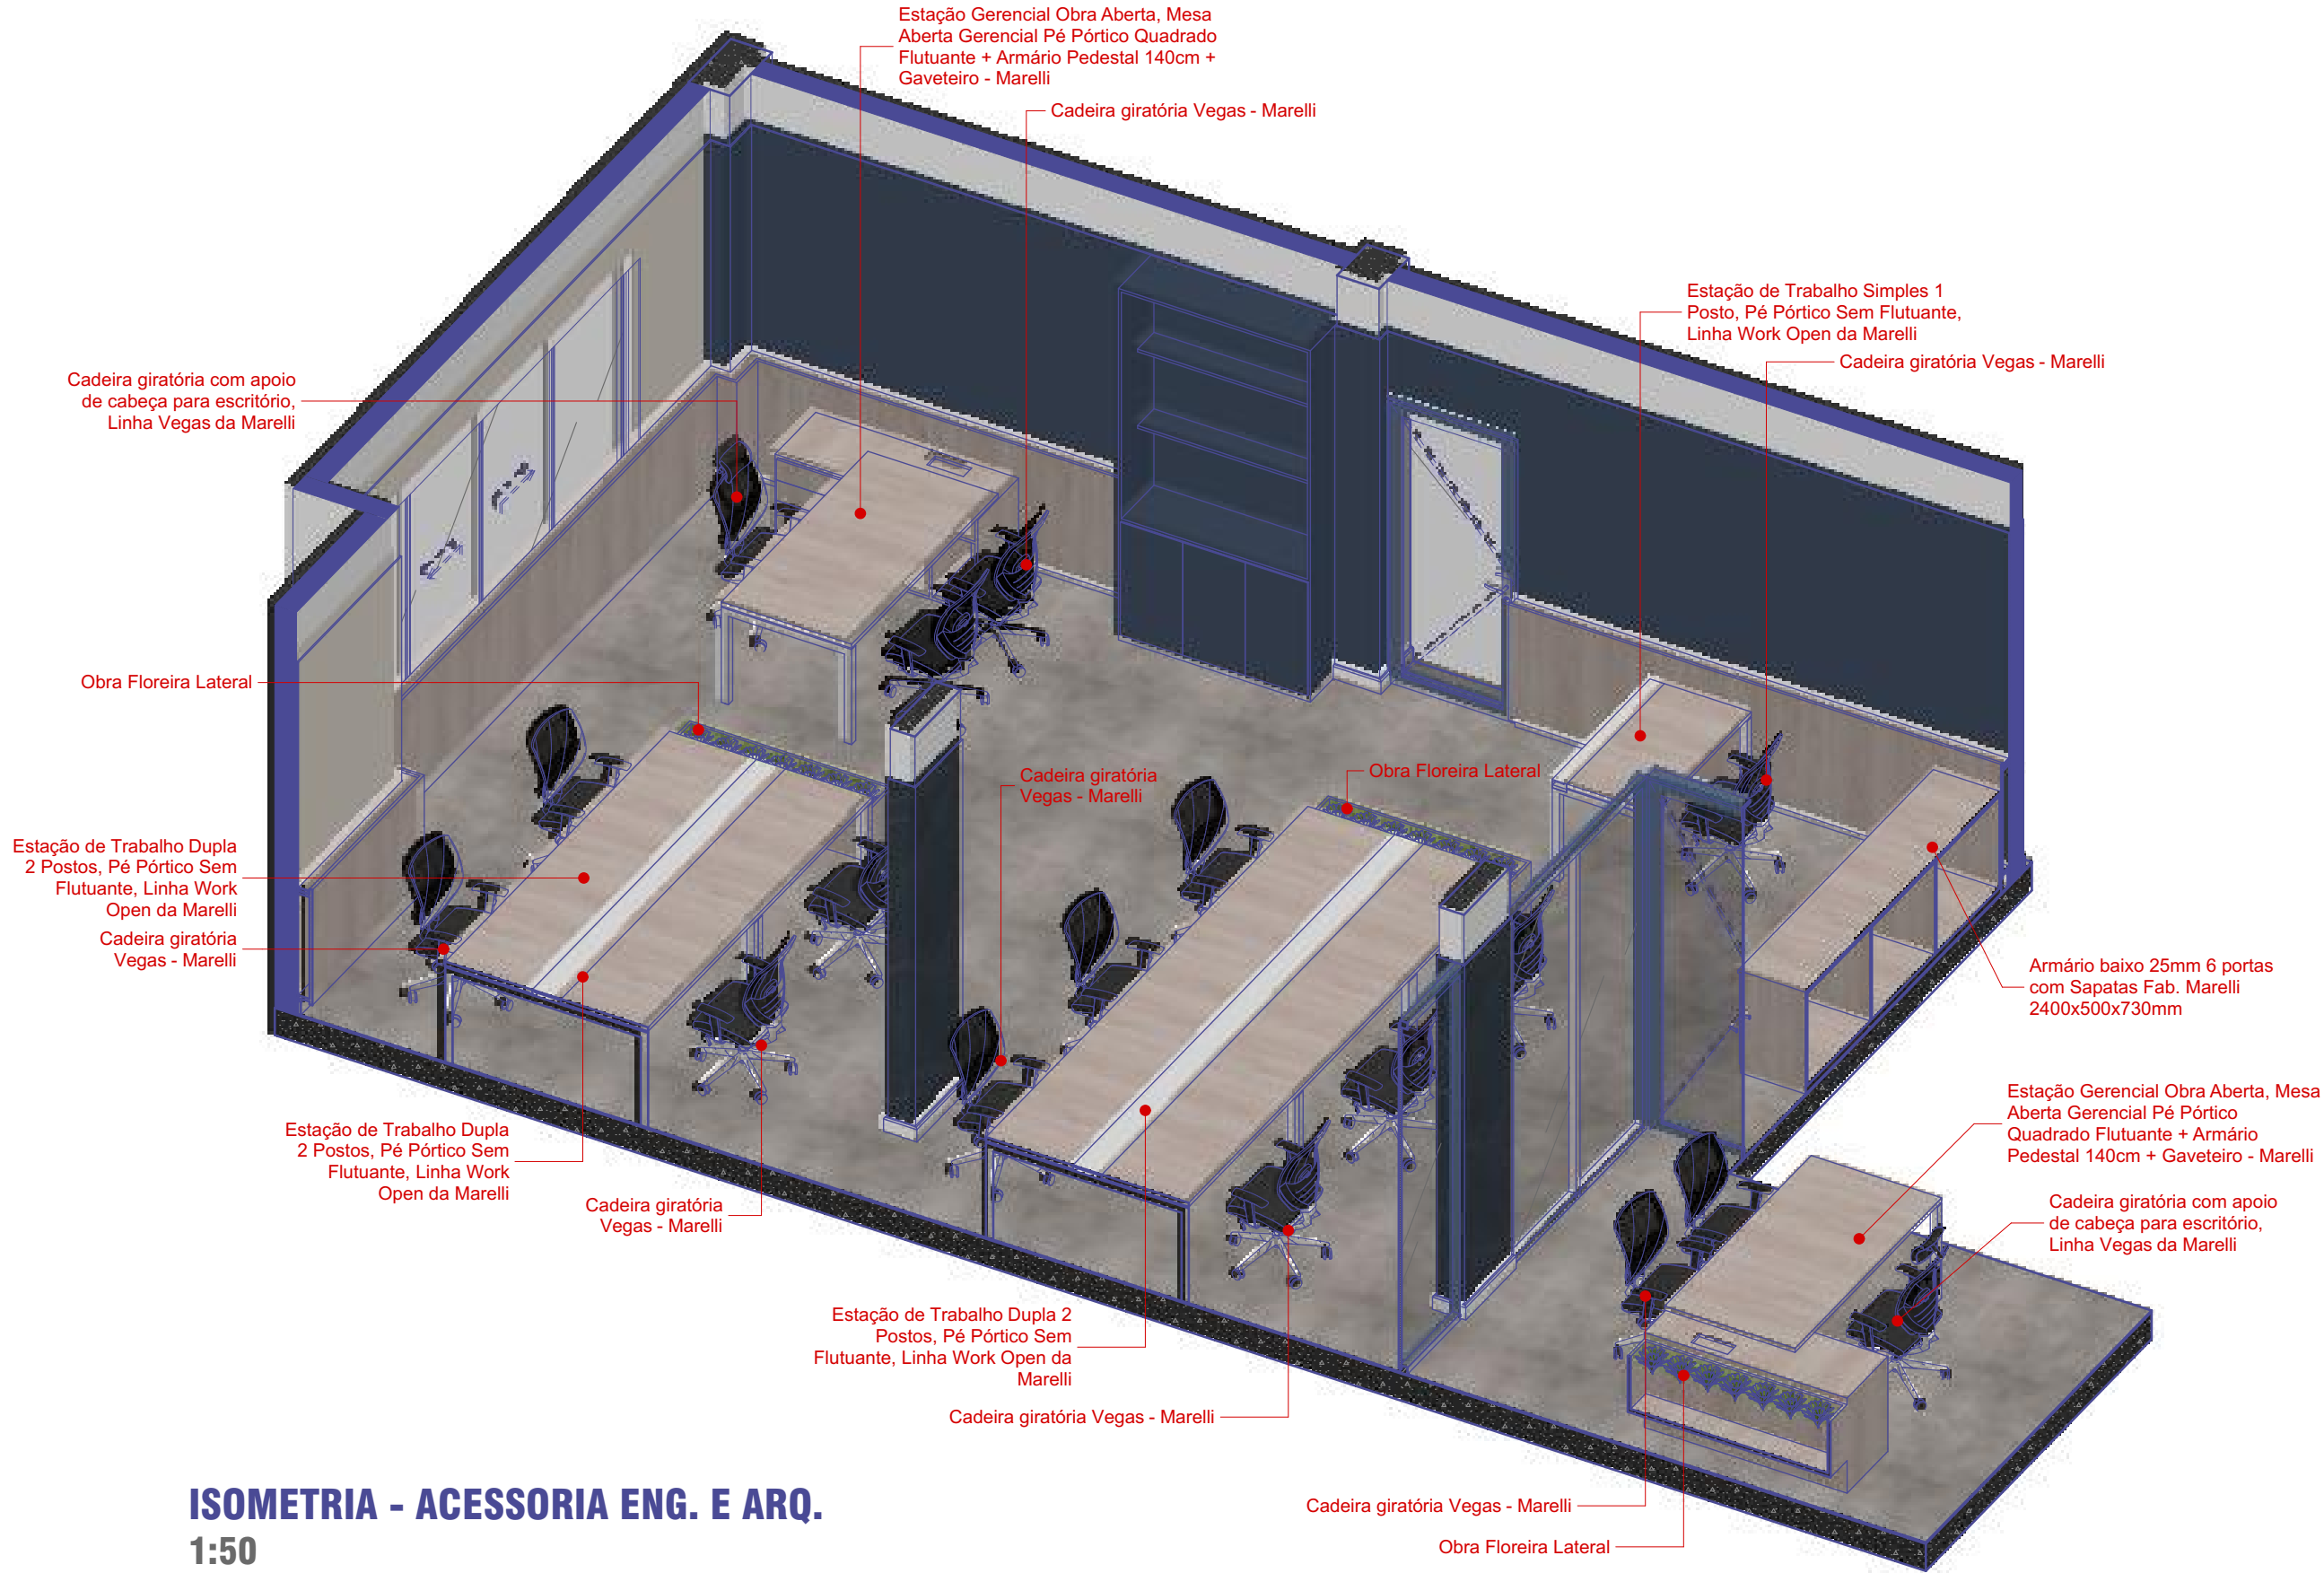 Estação Gerencial Obra Aberta, Mesa
Aberta Gerencial Pé Pórtico Quadrado
Flutuante + Armário Pedestal 140cm +
Gaveteiro - Marelli
Cadeira giratória Vegas - Marelli
Estação de Trabalho Simples 1
Posto, Pé Pórtico Sem Flutuante,
Linha Work Open da Marelli
Cadeira giratória Vegas - Marelli
Cadeira giratória com apoio
de cabeça para escritório,
Linha Vegas da Marelli
Obra Floreira Lateral
Cadeira giratória
Vegas - Marelli
Obra Floreira Lateral
Estação de Trabalho Dupla
2 Postos, Pé Pórtico Sem
Flutuante, Linha Work
Open da Marelli
Cadeira giratória
Vegas - Marelli
Armário baixo 25mm 6 portas
com Sapatas Fab. Marelli
2400x500x730mm
Estação Gerencial Obra Aberta, Mesa
Aberta Gerencial Pé Pórtico
Quadrado Flutuante + Armário
Pedestal 140cm + Gaveteiro - Marelli
Estação de Trabalho Dupla
2 Postos, Pé Pórtico Sem
Flutuante, Linha Work
Open da Marelli
Cadeira giratória
Vegas - Marelli
Cadeira giratória com apoio
de cabeça para escritório,
Linha Vegas da Marelli
Estação de Trabalho Dupla 2
Postos, Pé Pórtico Sem
Flutuante, Linha Work Open da
Marelli
Cadeira giratória Vegas - Marelli
Cadeira giratória Vegas - Marelli
Obra Floreira Lateral
ISOMETRIA - ACESSORIA ENG. E ARQ.
1:50